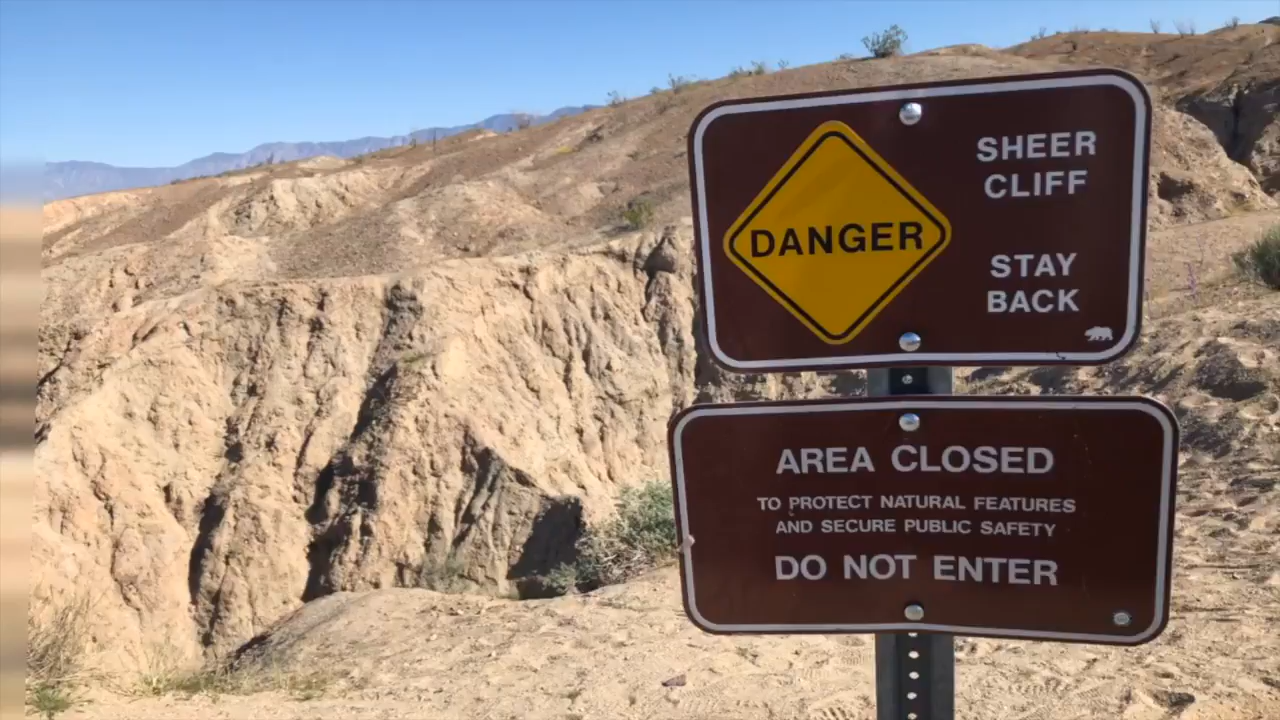 DANGER
SHEER
CLIFF
STAY
BACK
AREA CLOSED
TO PROTECT NATURAL FEATURES
AND SECURE PUBLIC SAFETY
DO NOT ENTER